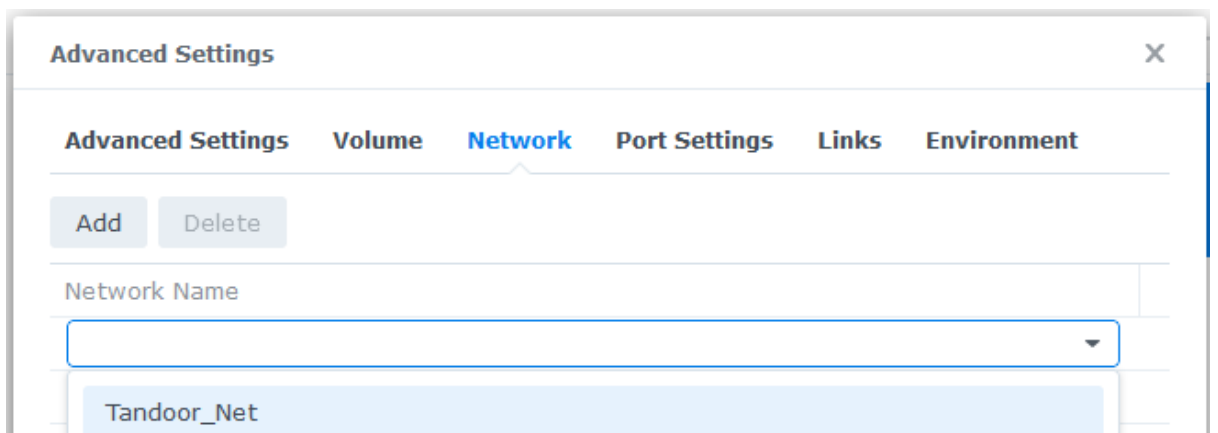 Advanced Settings
Advanced Settings Volume Network Port Settings Links Environment
Add Delete
Network Name
Tandoor_Net